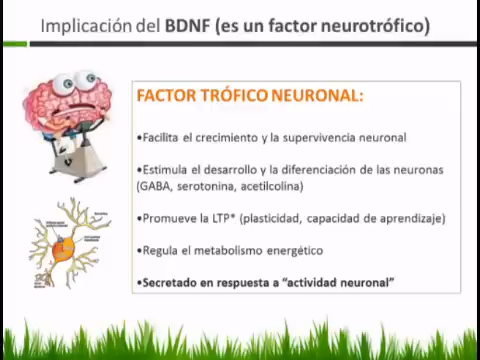 Implicación del BDNF (es un factor neurotrófico)
FACTOR TRÓFICO NEURONAL:
•Facilita el crecimiento y la supervivencia neuronal
•Estimula el desarrollo y la diferenciación de las neuronas
(GABA, serotonina, acetilcolina)
•Promueve la LTP* (plasticidad, capacidad de aprendizaje)
•Regula el metabolismo energético
•Secretado en respuesta a “actividad neuronal”